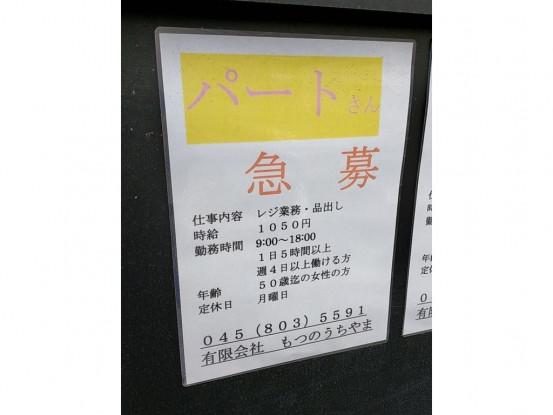 パートさん
急募
仕事内容 レジ業務・品出し
時給 1050円
勤務時間 9:00~18:00
1日5時間以上
週4日以上働ける方
年齢 50歳迄の女性の方
定休日 月曜日
045(803)5591
有限会社 もつのうちやま